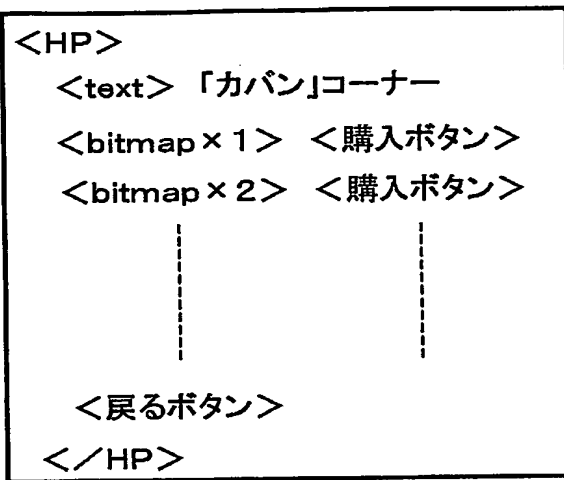 ＜HP＞
＜text＞「カバン」コーナー
＜bitmap×１＞ ＜購入ボタン＞
＜bitmap×２＞ ＜購入ボタン＞
＜戻るボタン＞
＜／HP＞